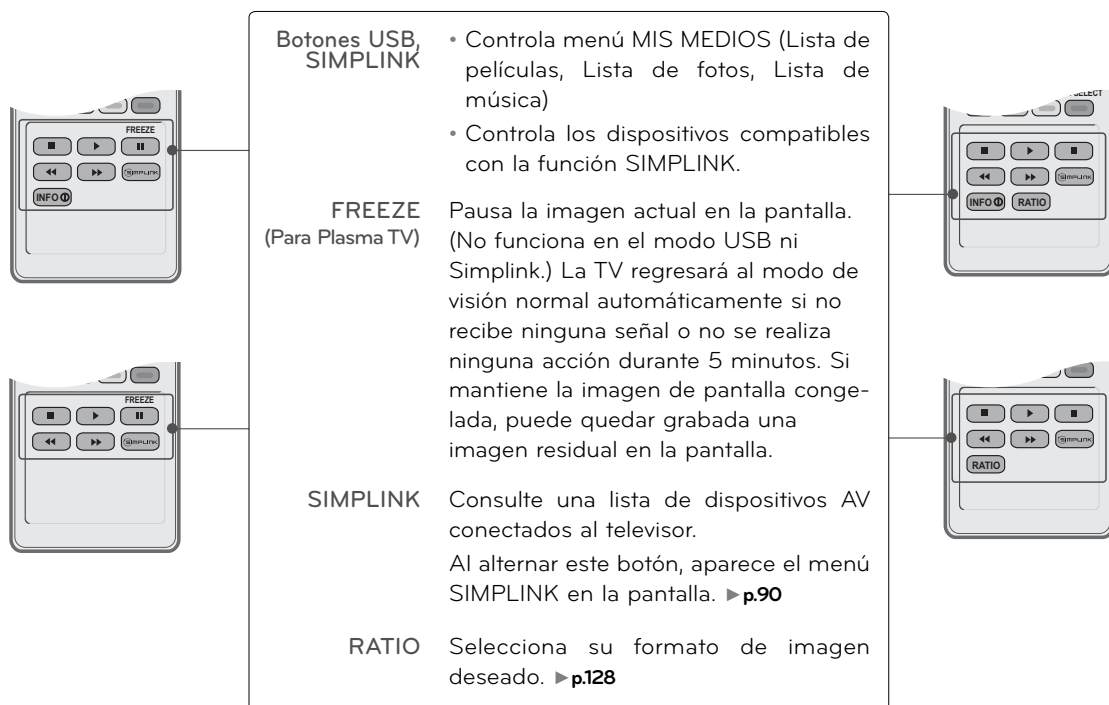 Botones USB,
SIMPLINK
• Controla menú MIS MEDIOS (Lista de
películas, Lista de fotos, Lista de
música)
• Controla los dispositivos compatibles
con la función SIMPLINK.
FREEZE
(Para Plasma TV)
Pausa la imagen actual en la pantalla.
(No funciona en el modo USB ni
Simplink.) La TV regresará al modo de
visión normal automáticamente si no
recibe ninguna señal o no se realiza
ninguna acción durante 5 minutos. Si
mantiene la imagen de pantalla conge-
lada, puede quedar grabada una
imagen residual en la pantalla.
SIMPLINK
Consulte una lista de dispositivos AV
conectados al televisor.
Al alternar este botón, aparece el menú
SIMPLINK en la pantalla. ►p.90
RATIO
Selecciona su formato de imagen
deseado. ►p.128
FREEZE
SIMPLINK
INFO
FREEZE
SIMPLINK
SIMPLINK
INFO RATIO
SIMPLINK
RATIO